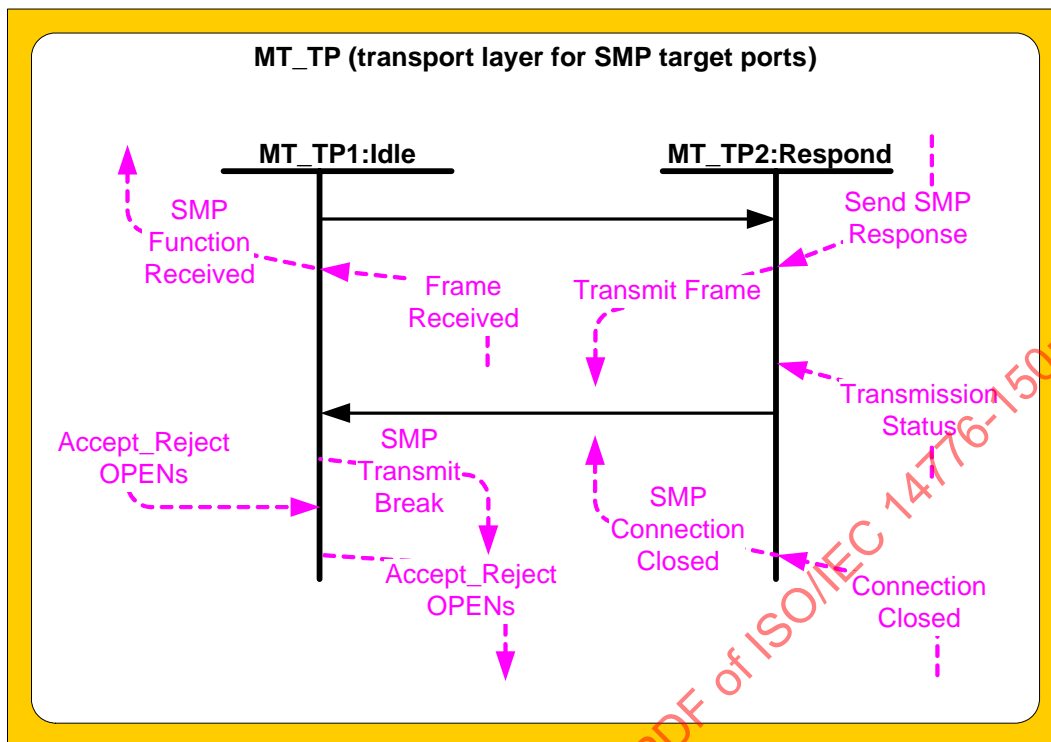 MT_TP (transport layer for SMP target ports)
MT_TP1:Idle
MT_TP2:Respond
SMP
Function
Received
Send SMP
Response
Frame
Received
Transmit Frame
Transmission
Status
Accept_Reject
OPENs
SMP
Transmit
Break
SMP
Connection
Closed
Accept_Reject
OPENs
Connection
Closed
PDF of ISO/IEC 14776-150